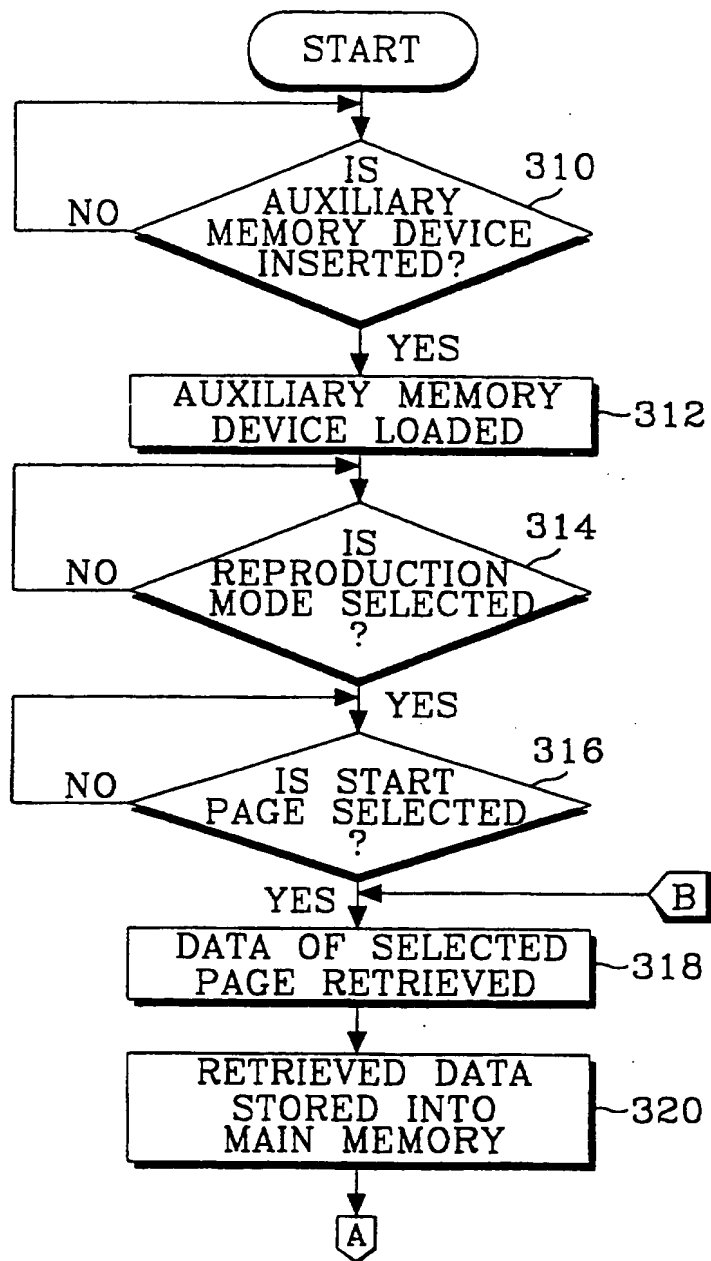 START
IS
AUXILIARY
MEMORY DEVICE
INSERTED?
310
NO
YES
AUXILIARY MEMORY
DEVICE LOADED
312
IS
REPRODUCTION
MODE SELECTED
?
314
NO
YES
IS START
PAGE SELECTED
?
316
NO
YES
B
DATA OF SELECTED
PAGE RETRIEVED
318
RETRIEVED DATA
STORED INTO
MAIN MEMORY
320
A